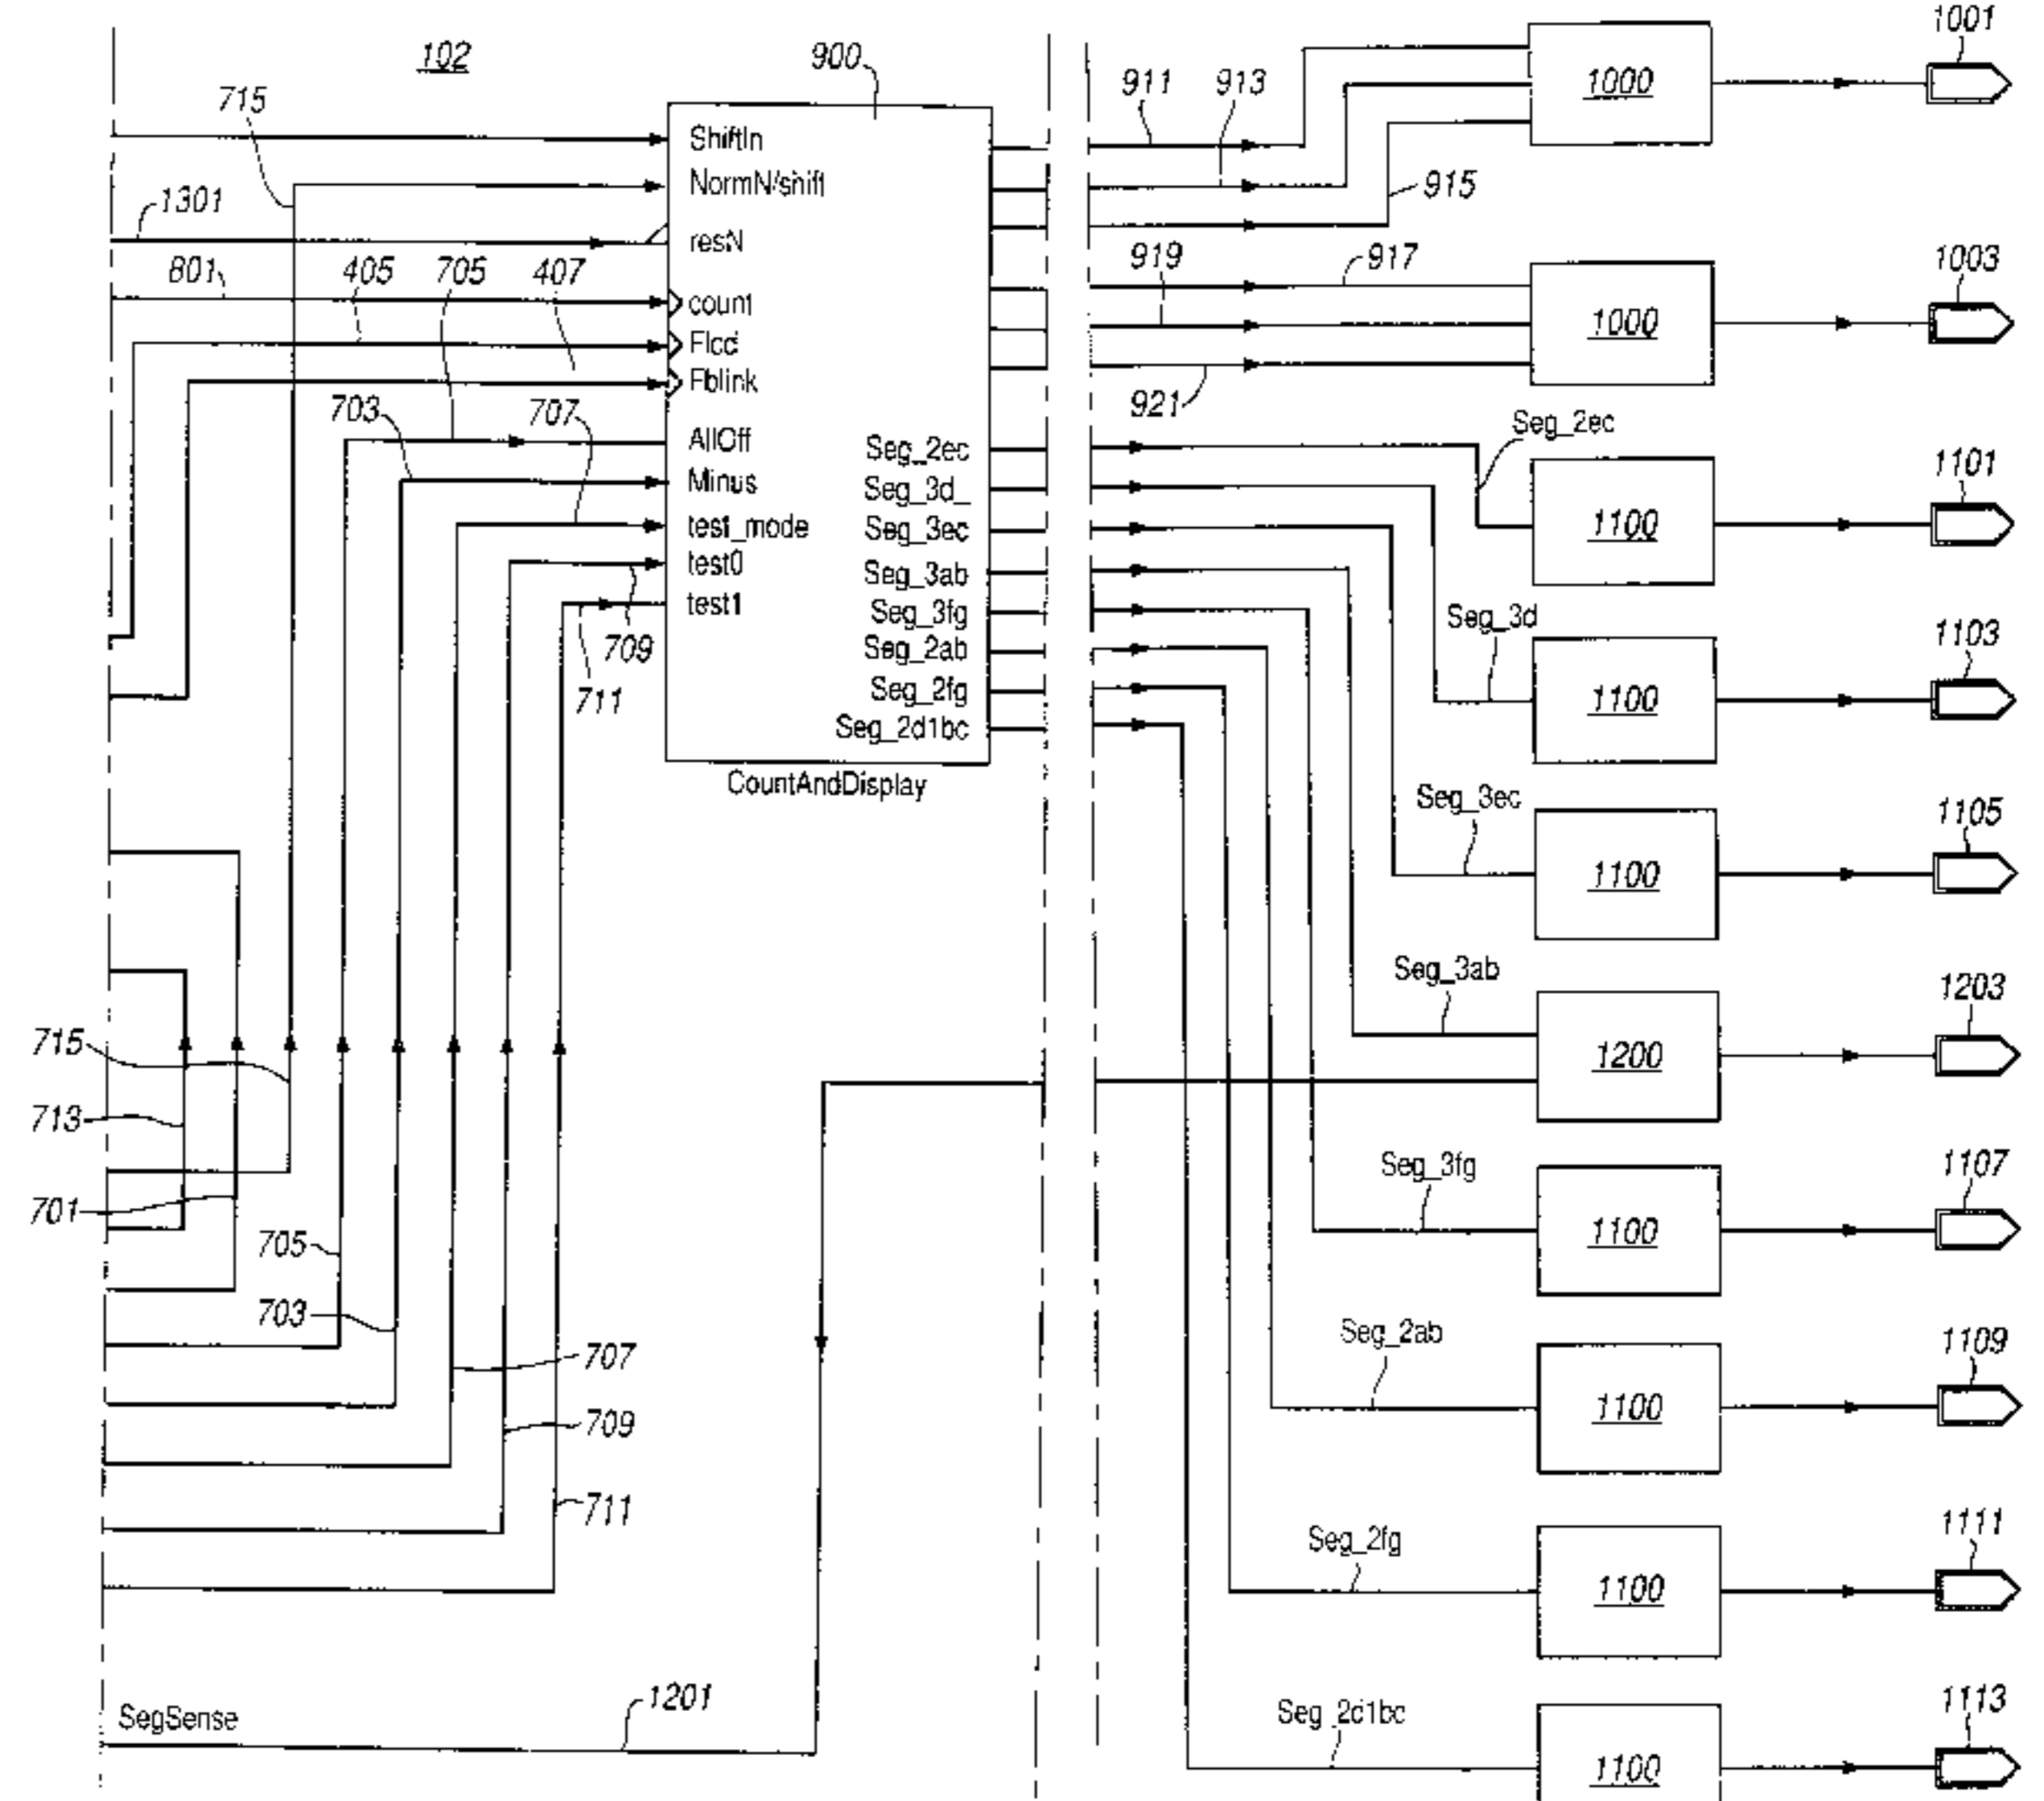 102
900
1001
715
911
913
1000
ShiftIn
NormN/shift
915
1301
resN
801
405
705
407
919
917
1003
count
Flcd
Fblink
1000
703
707
921
AllOff
Seg_2ec
Seg_2ec
1101
Minus
Seg_3d_
test_mode
Seg_3ec
1100
test0
Seg_3ab
test1
Seg_3fg
Seg_3d
1103
709
Seg_2ab
711
Seg_2fg
1100
Seg_2d1bc
CountAndDisplay
Seg_3ec
1105
1100
Seg_3ab
1203
715
1200
713
Seg_3fg
1107
701
705
1100
703
Seg_2ab
1109
707
709
1100
711
Seg_2fg
1111
1100
SegSense
1201
Seg_2d1bc
1113
1100